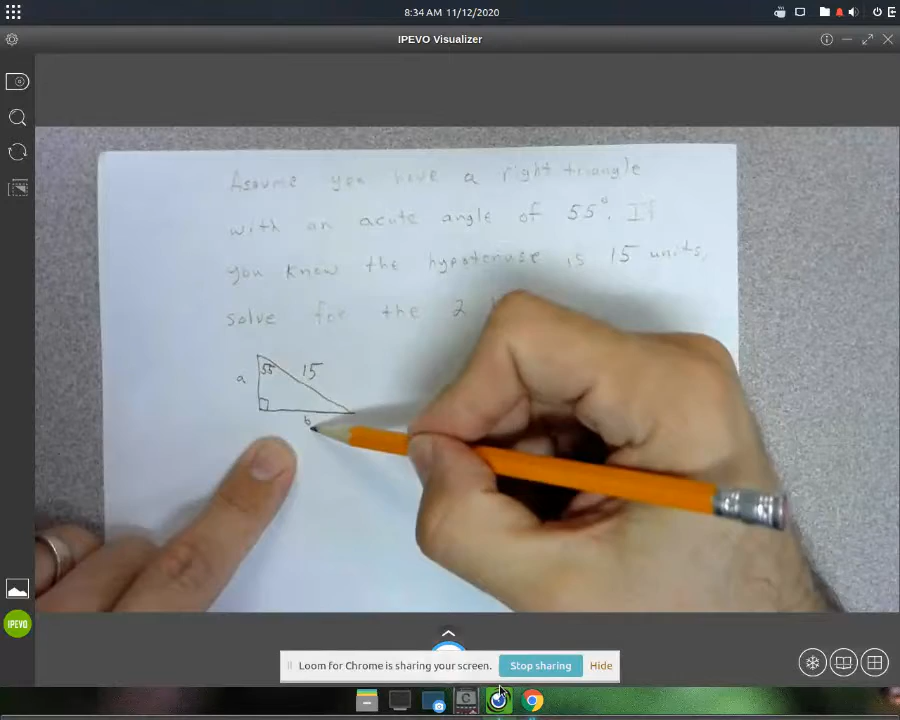 8:34 AM 11/12/2020
IPEVO Visualizer
Assume you have a right triangle
with an acute angle of 55°. If
you know the hypotenuse is 15 units,
solve for the 2
55 15
a
b
IPEVO
Loom for Chrome is sharing your screen. Stop sharing Hide